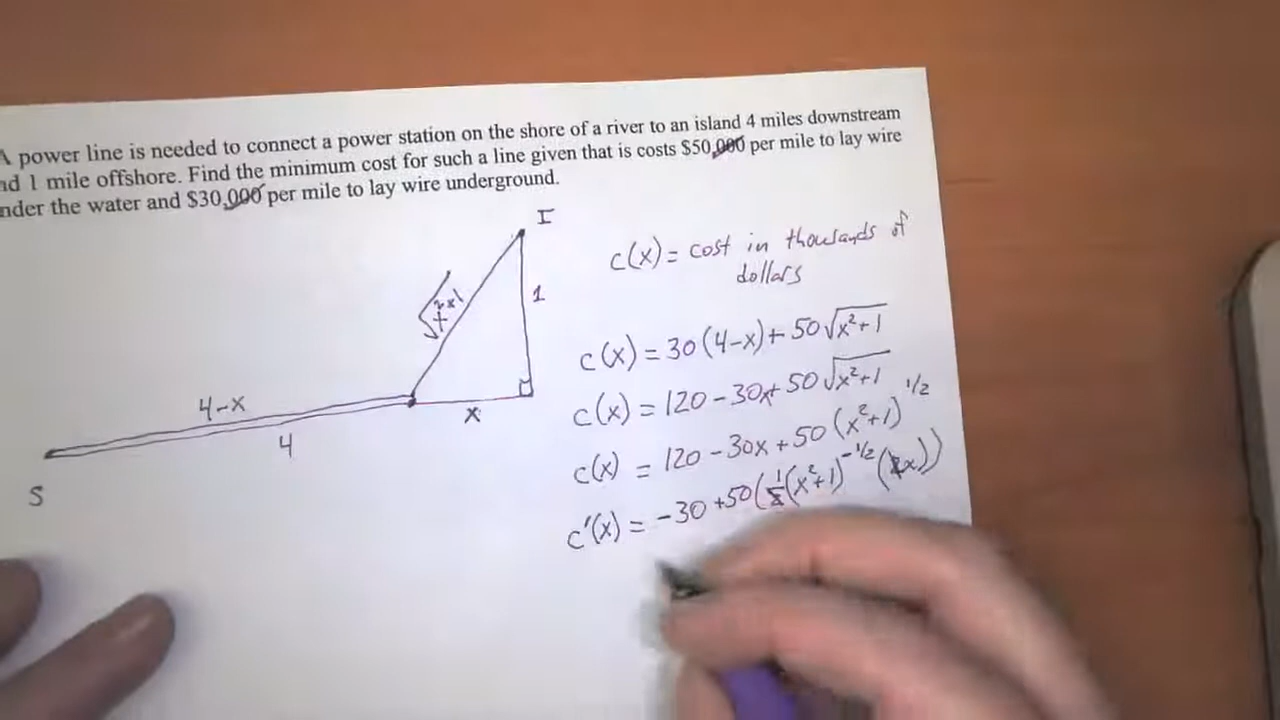 A power line is needed to connect a power station on the shore of a river to an island 4 miles downstream
nd 1 mile offshore. Find the minimum cost for such a line given that is costs $50,000 per mile to lay wire
nder the water and $30,000 per mile to lay wire underground.
I
c(x) = cost in thousands of
dollars
1
c(x) = 30(4-x) + 50√x²+1
c(x) = 120 - 30x + 50√x²+1
4-x
x
4
c(x) = 120 - 30x + 50(x²+1)^1/2
S
c'(x) = -30 + 50(1/2(x²+1)^-1/2(2x))